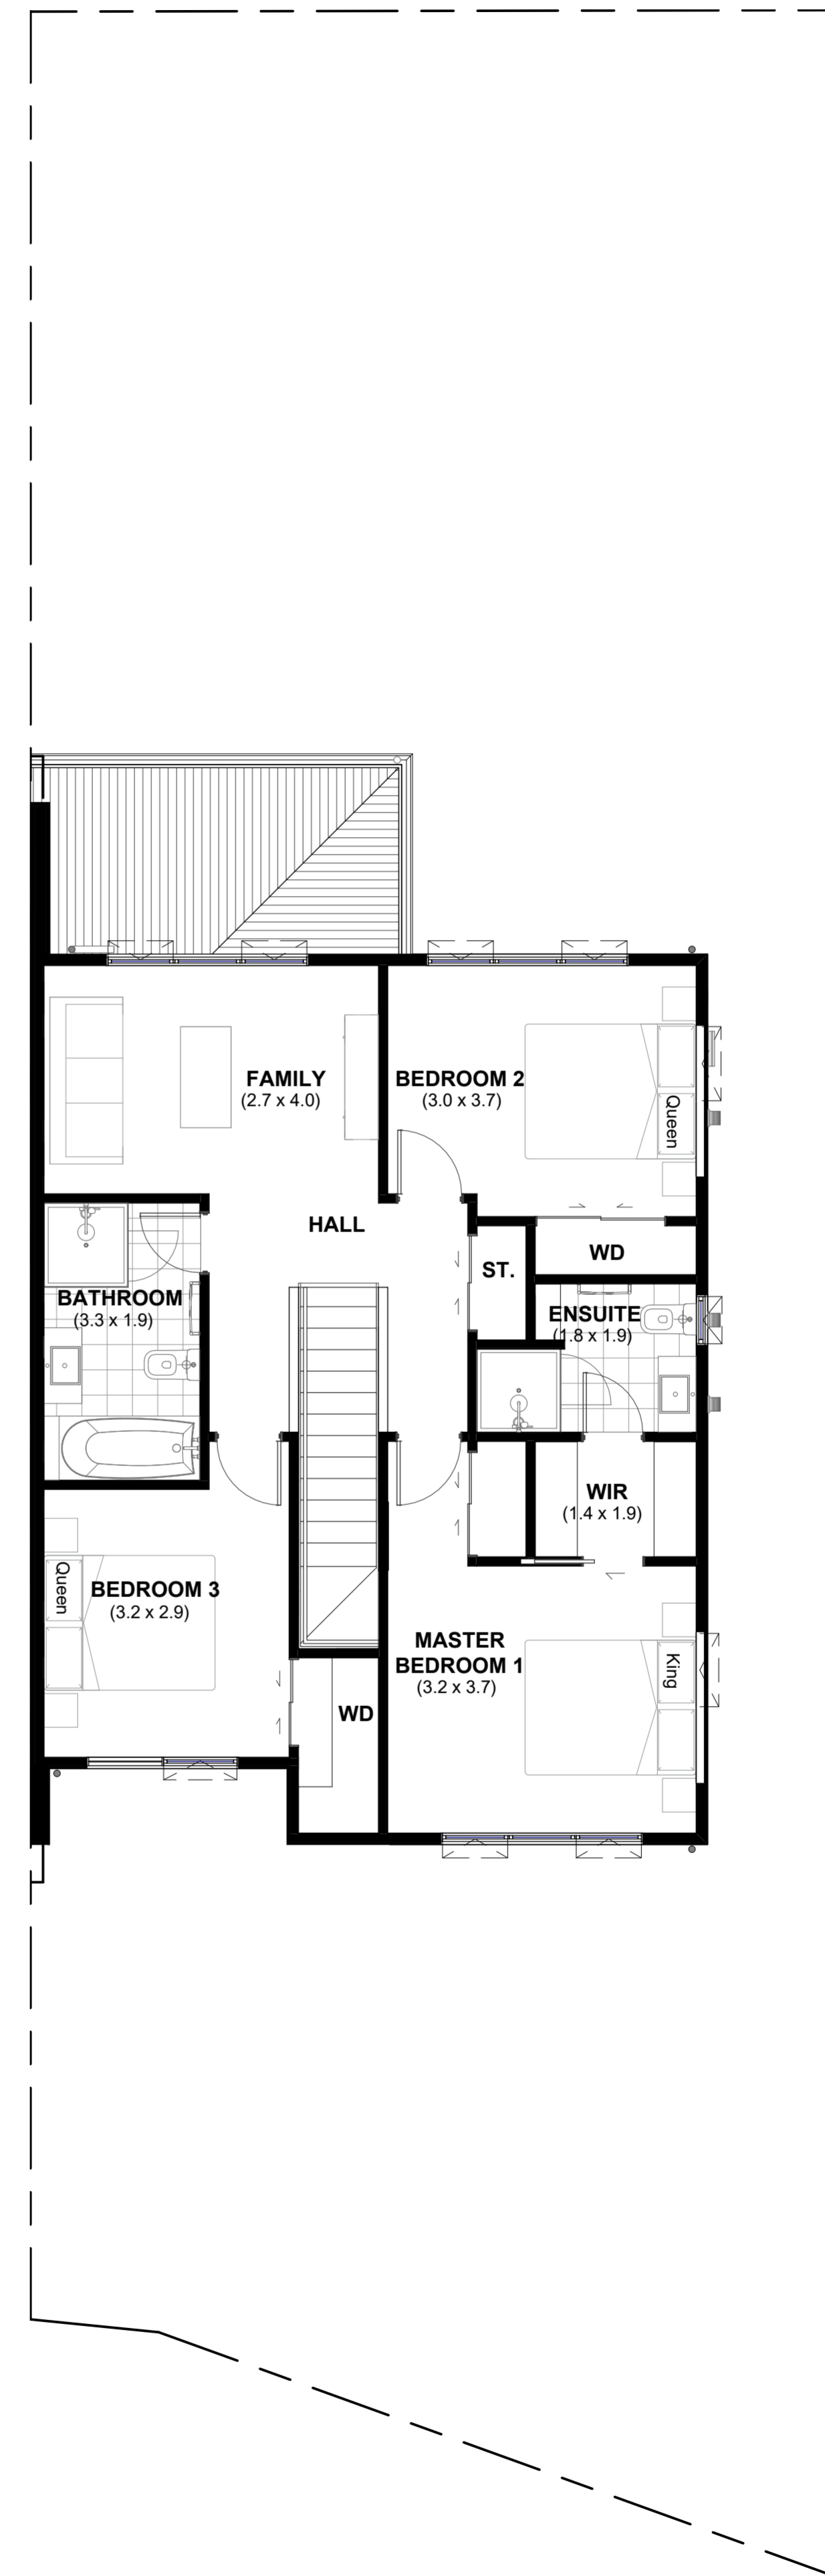 FAMILY
(2.7 x 4.0)
BEDROOM 2
(3.0 x 3.7)
Queen
HALL
WD
ST.
BATHROOM
(3.3 x 1.9)
ENSUITE
(1.8 x 1.9)
WIR
(1.4 x 1.9)
Queen
BEDROOM 3
(3.2 x 2.9)
MASTER
BEDROOM 1
(3.2 x 3.7)
King
WD